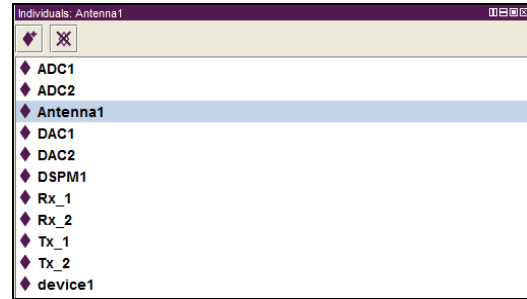 Individuals: Antenna1
ADC1
ADC2
Antenna1
DAC1
DAC2
DSPM1
Rx_1
Rx_2
Tx_1
Tx_2
device1